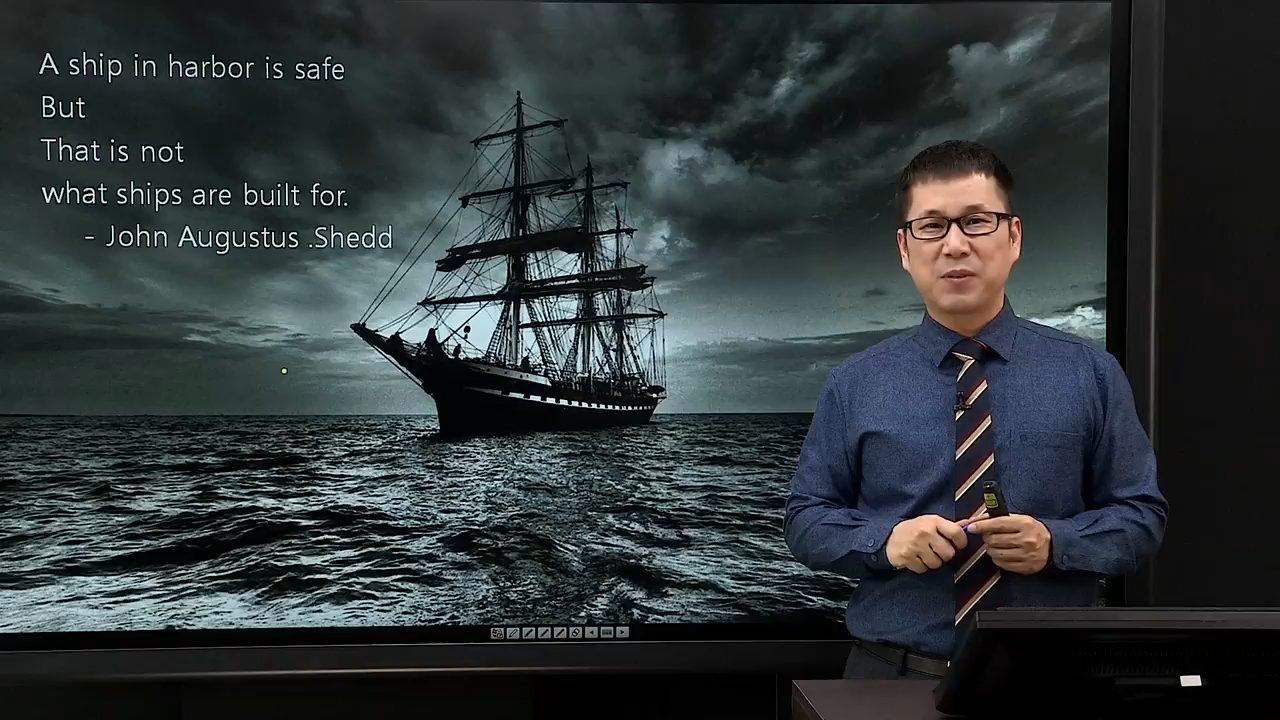 A ship in harbor is safe
But
That is not
what ships are built for.
- John Augustus .Shedd